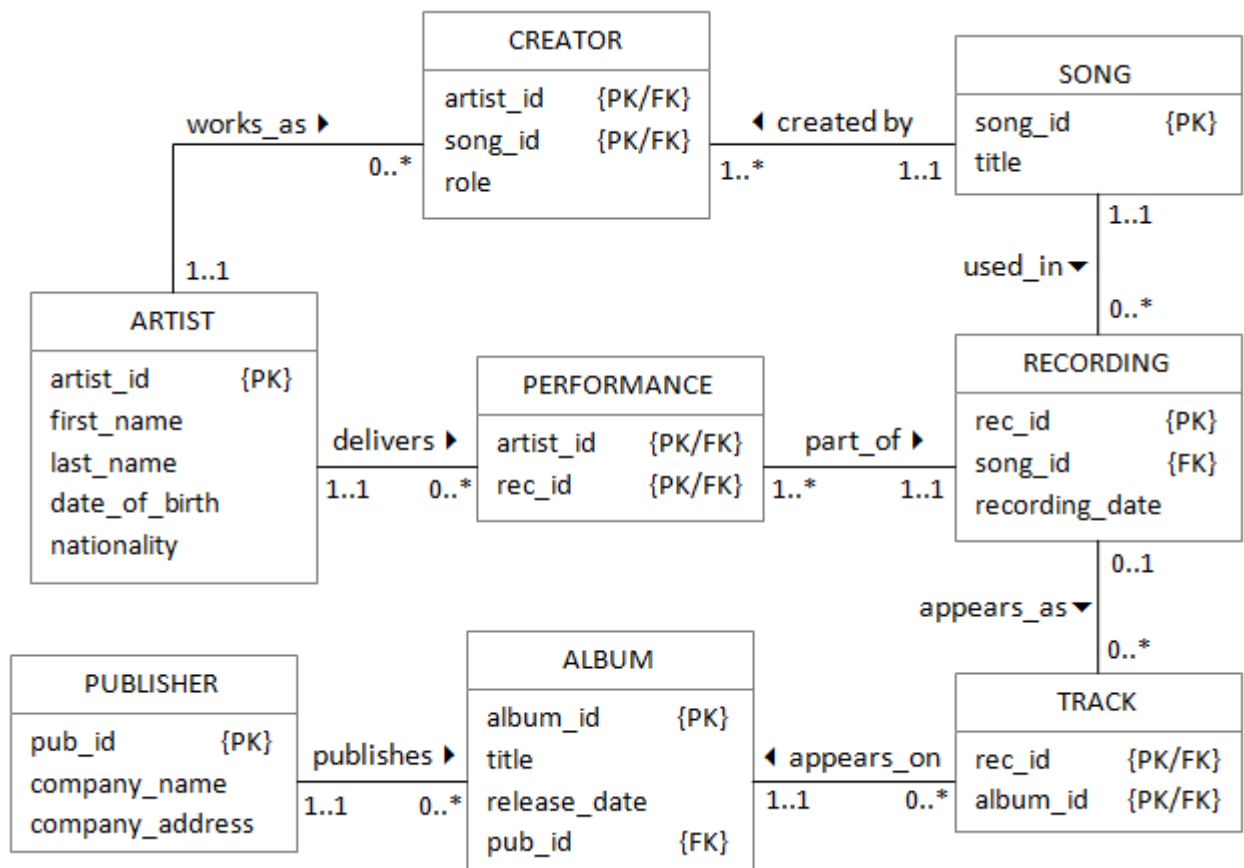 CREATOR
artist_id {PK/FK}
song_id {PK/FK}
role
SONG
song_id {PK}
title
works_as
0..*
1..1
created by
1..*
1..1
1..1
used_in
0..*
ARTIST
artist_id {PK}
first_name
last_name
date_of_birth
nationality
delivers
1..1
0..*
PERFORMANCE
artist_id {PK/FK}
rec_id {PK/FK}
part_of
1..*
1..1
RECORDING
rec_id {PK}
song_id {FK}
recording_date
0..1
appears_as
0..*
PUBLISHER
pub_id {PK}
company_name
company_address
publishes
1..1
0..*
ALBUM
album_id {PK}
title
release_date
pub_id {FK}
appears_on
1..1
0..*
TRACK
rec_id {PK/FK}
album_id {PK/FK}